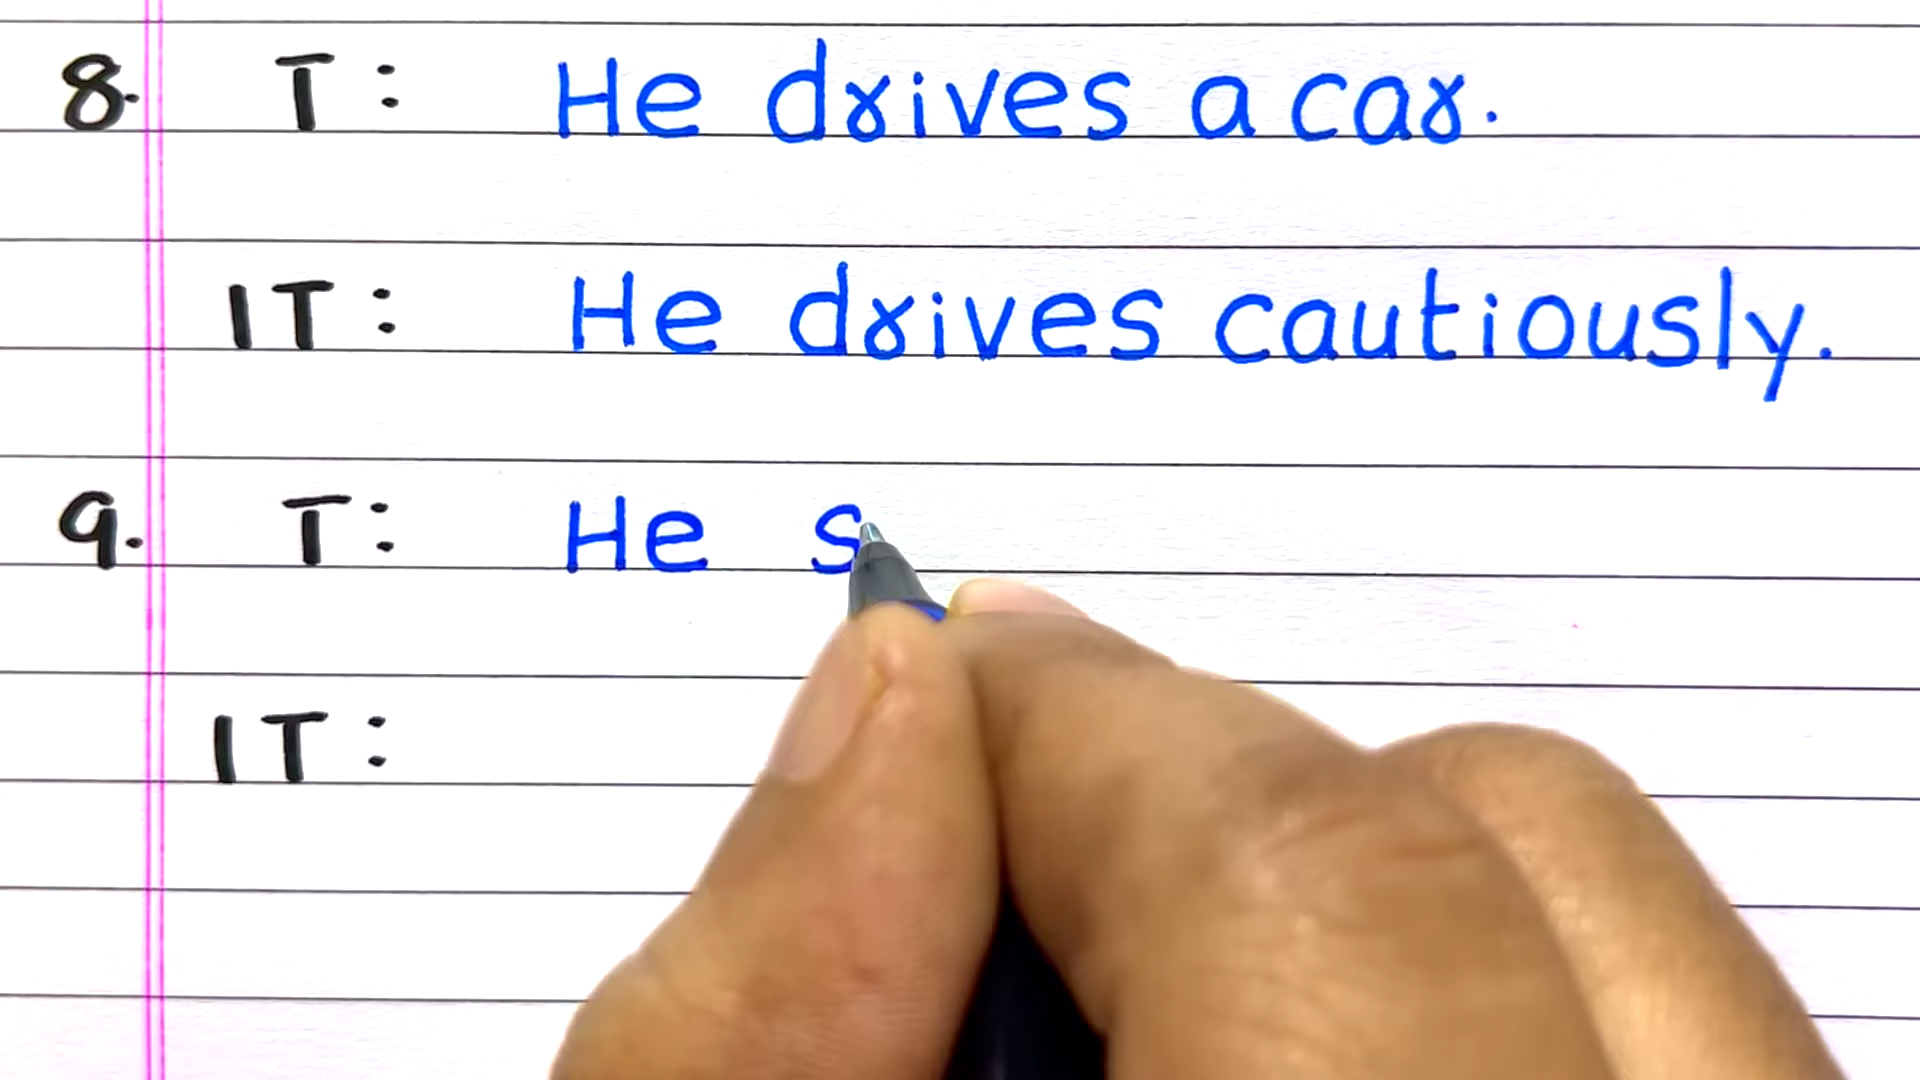 8. T: He drives a car.
IT: He drives cautiously.
9. T: He s
IT: